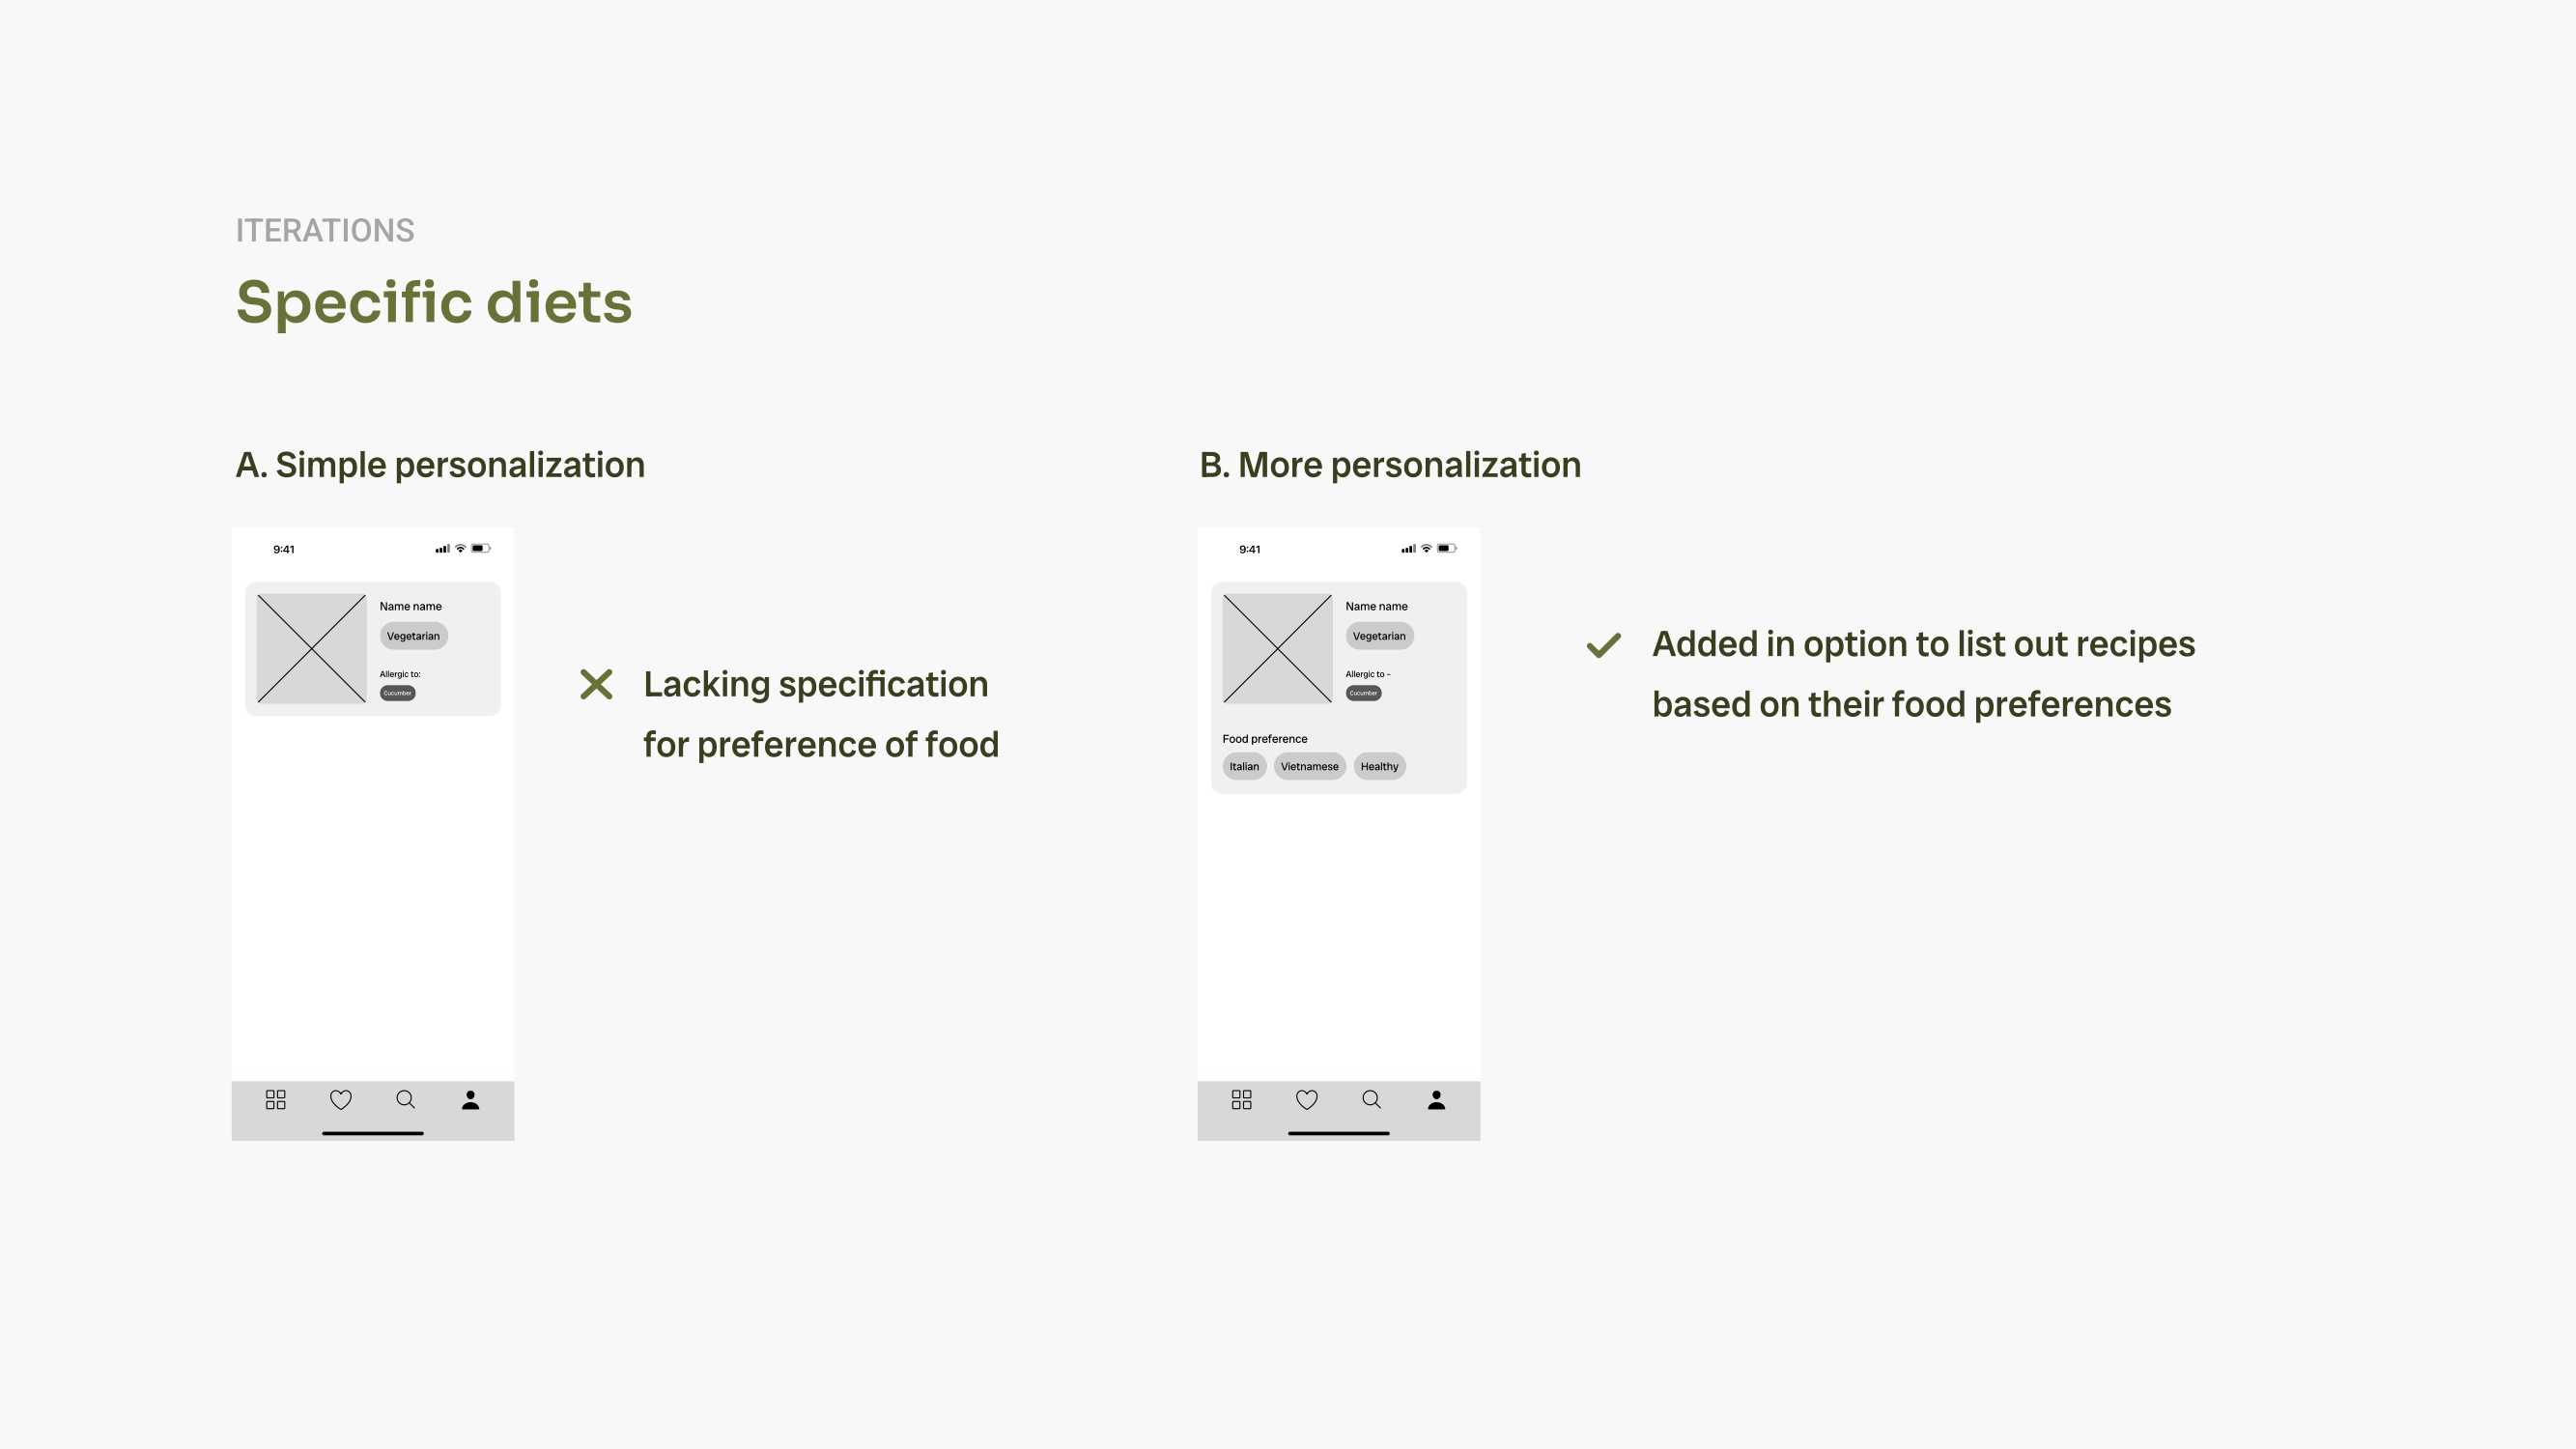 ITERATIONS
Specific diets
A. Simple personalization
9:41
Name name
Vegetarian
Allergic to:
Cucumber
Lacking specification
for preference of food
B. More personalization
9:41
Name name
Vegetarian
Allergic to -
Cucumber
Food preference
Italian Vietnamese Healthy
Added in option to list out recipes
based on their food preferences